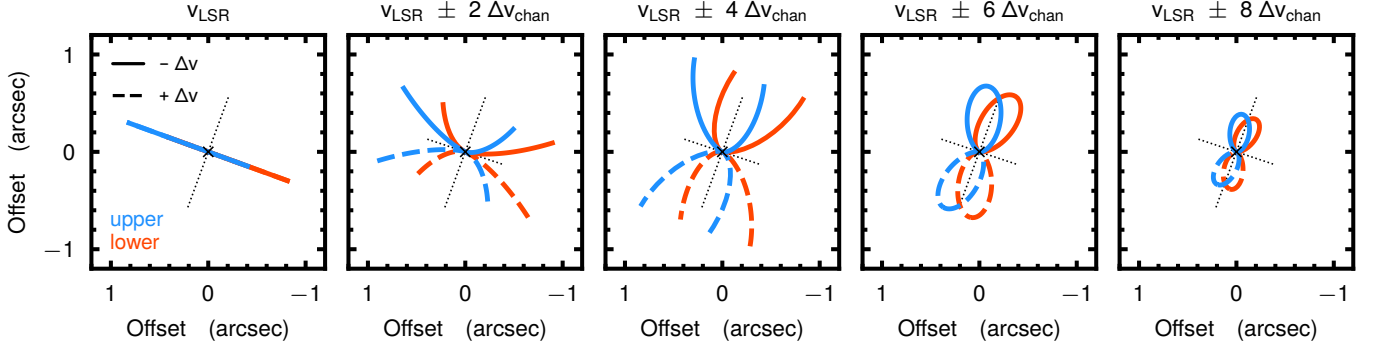 v_LSR
v_LSR ± 2 Δv_chan
v_LSR ± 4 Δv_chan
v_LSR ± 6 Δv_chan
v_LSR ± 8 Δv_chan
Offset (arcsec)
1
0
−1
− Δv
+ Δv
upper
lower
1 0 −1
1 0 −1
1 0 −1
1 0 −1
1 0 −1
Offset (arcsec)
Offset (arcsec)
Offset (arcsec)
Offset (arcsec)
Offset (arcsec)